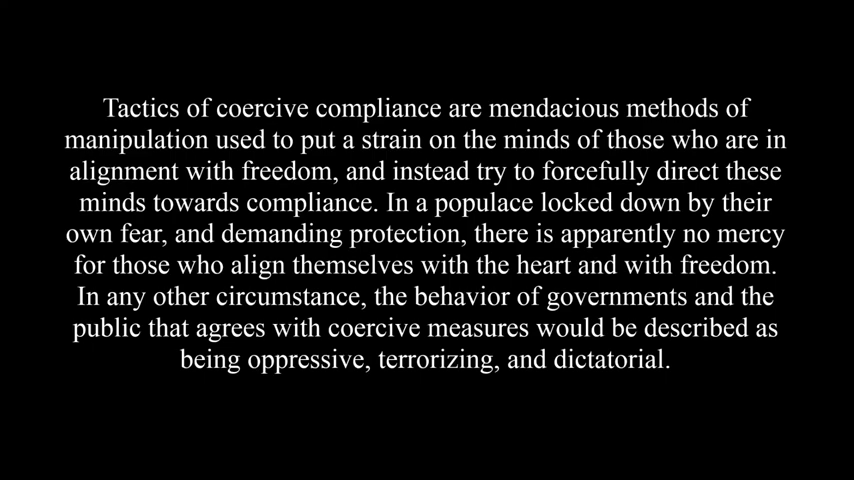 Tactics of coercive compliance are mendacious methods of
manipulation used to put a strain on the minds of those who are in
alignment with freedom, and instead try to forcefully direct these
minds towards compliance. In a populace locked down by their
own fear, and demanding protection, there is apparently no mercy
for those who align themselves with the heart and with freedom.
In any other circumstance, the behavior of governments and the
public that agrees with coercive measures would be described as
being oppressive, terrorizing, and dictatorial.